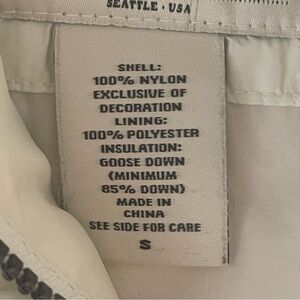 SEATTLE · USA
SHELL:
100% NYLON
EXCLUSIVE OF
DECORATION
LINING:
100% POLYESTER
INSULATION:
GOOSE DOWN
(MINIMUM
85% DOWN)
MADE IN
CHINA
SEE SIDE FOR CARE
S